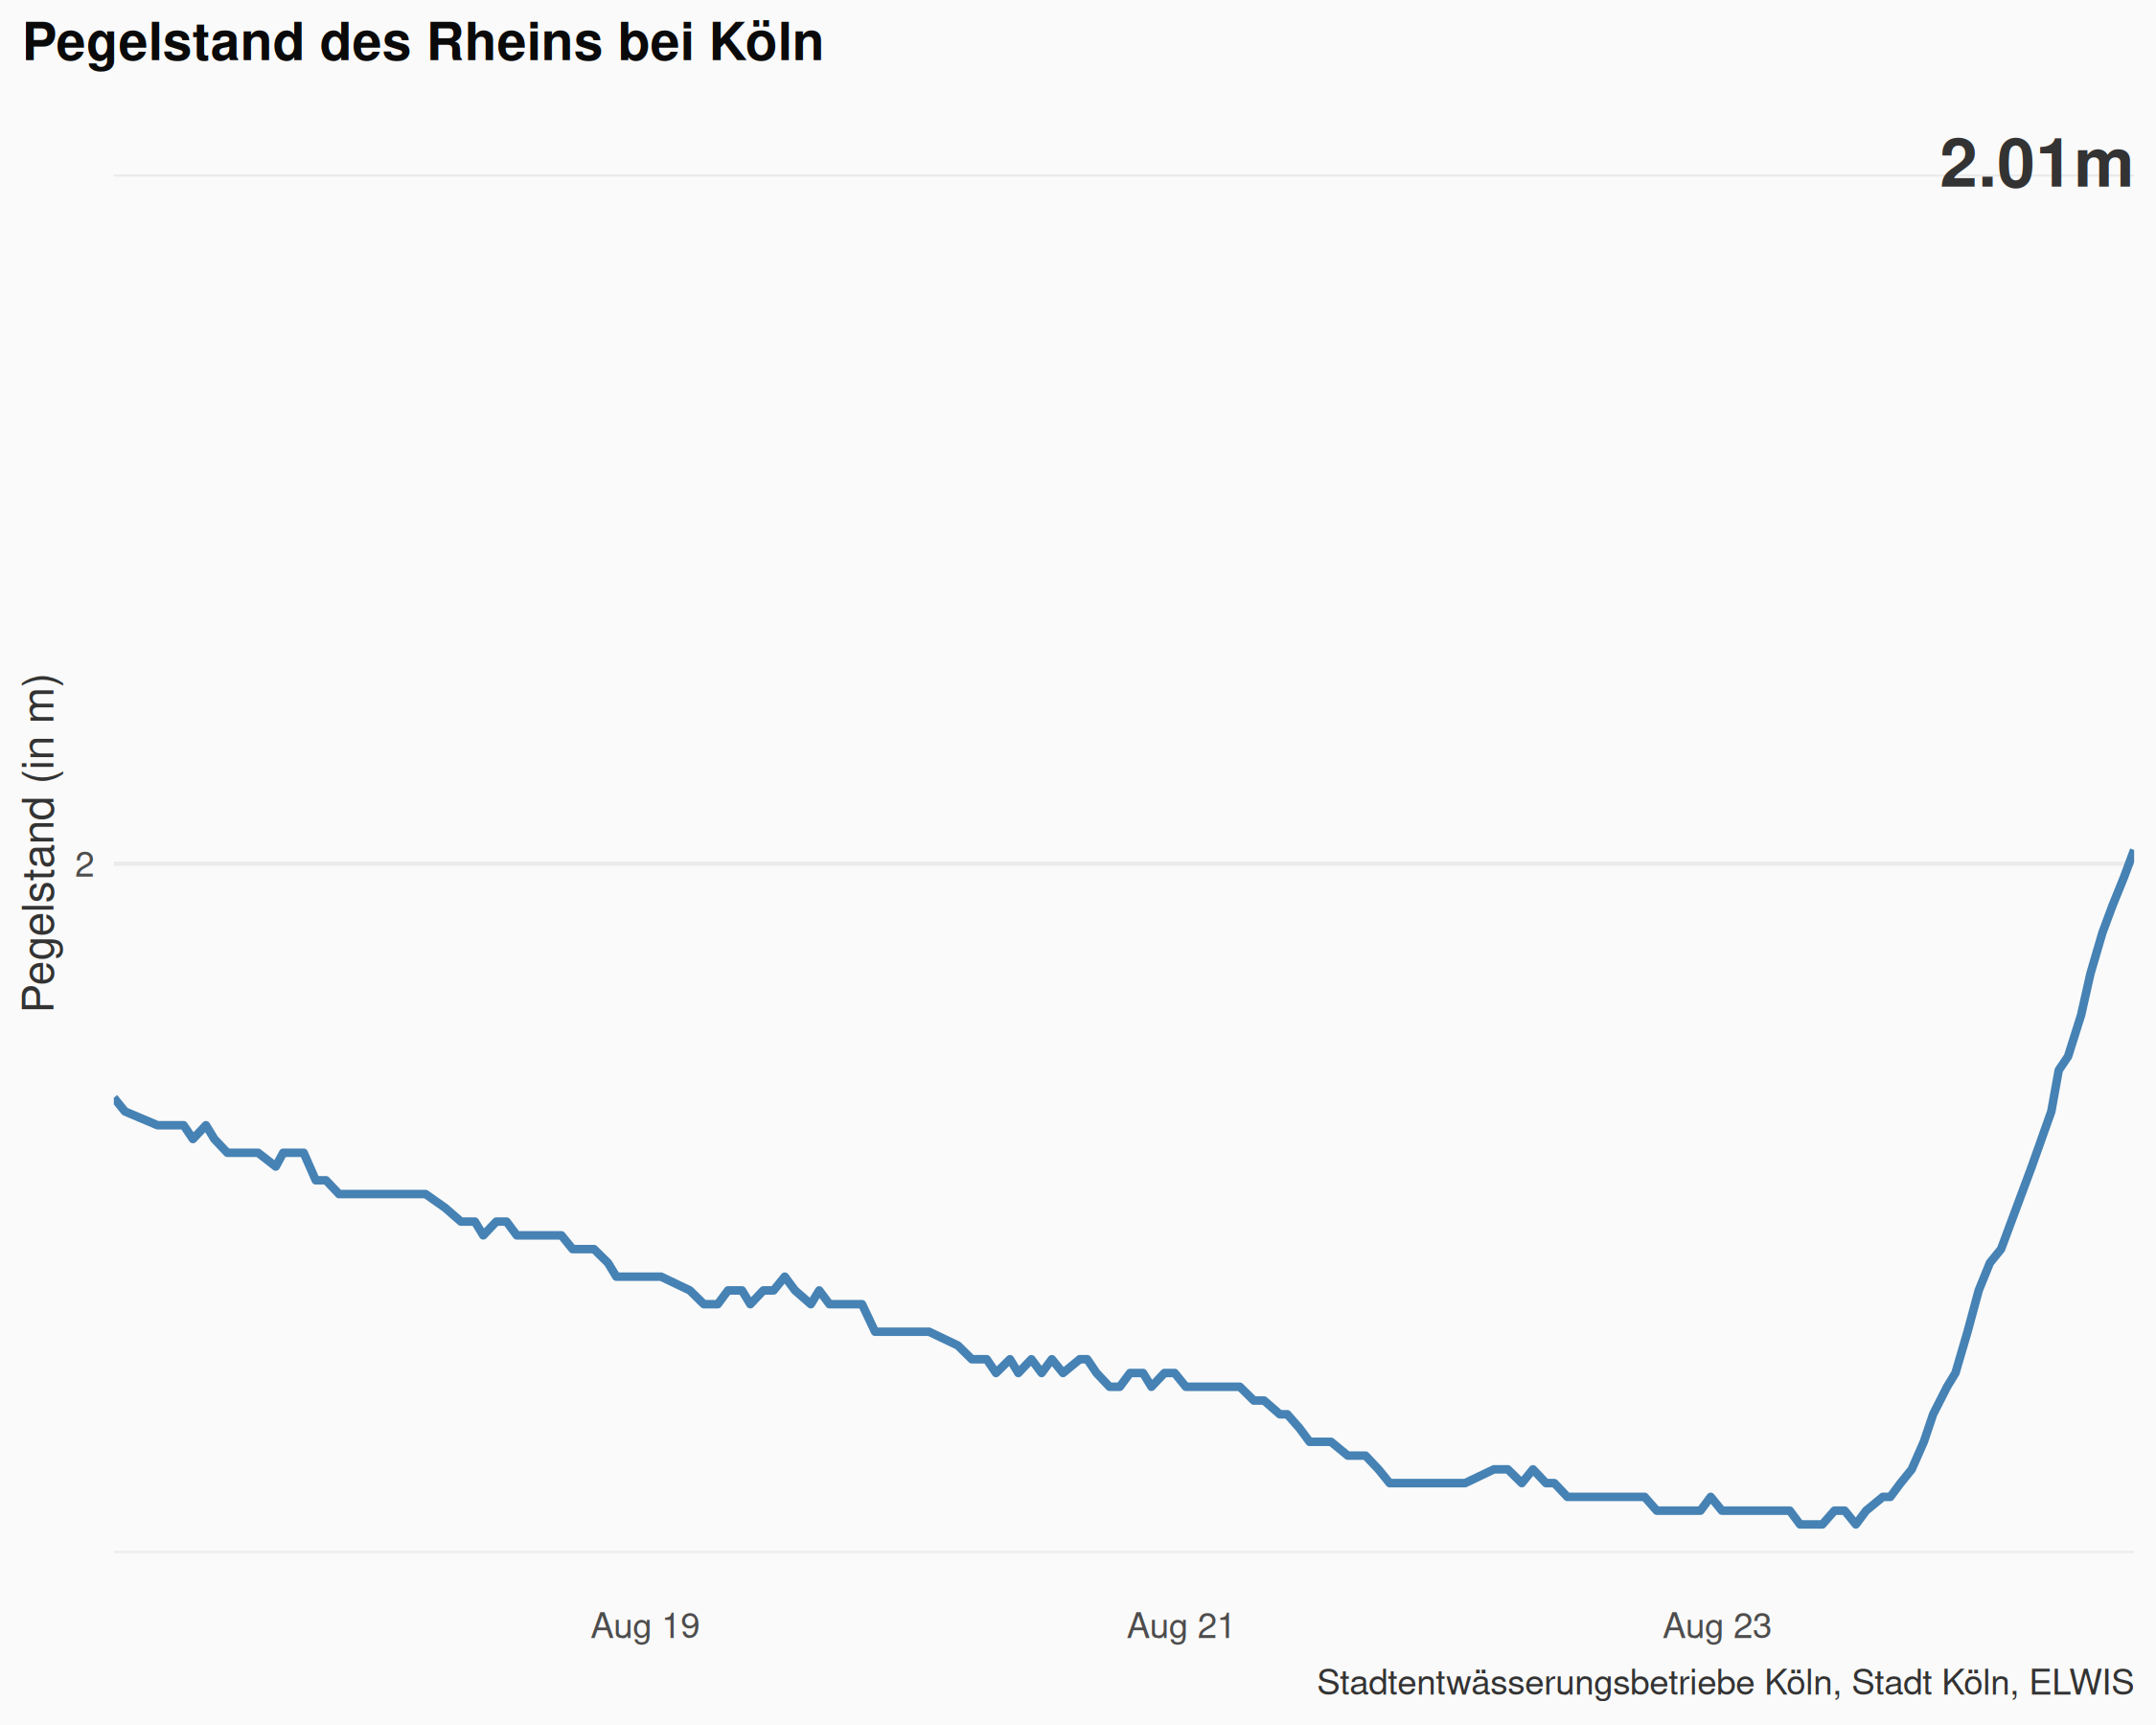 Pegelstand des Rheins bei Köln
2.01m
Pegelstand (in m)
2
Aug 19
Aug 21
Aug 23
Stadtentwässerungsbetriebe Köln, Stadt Köln, ELWIS